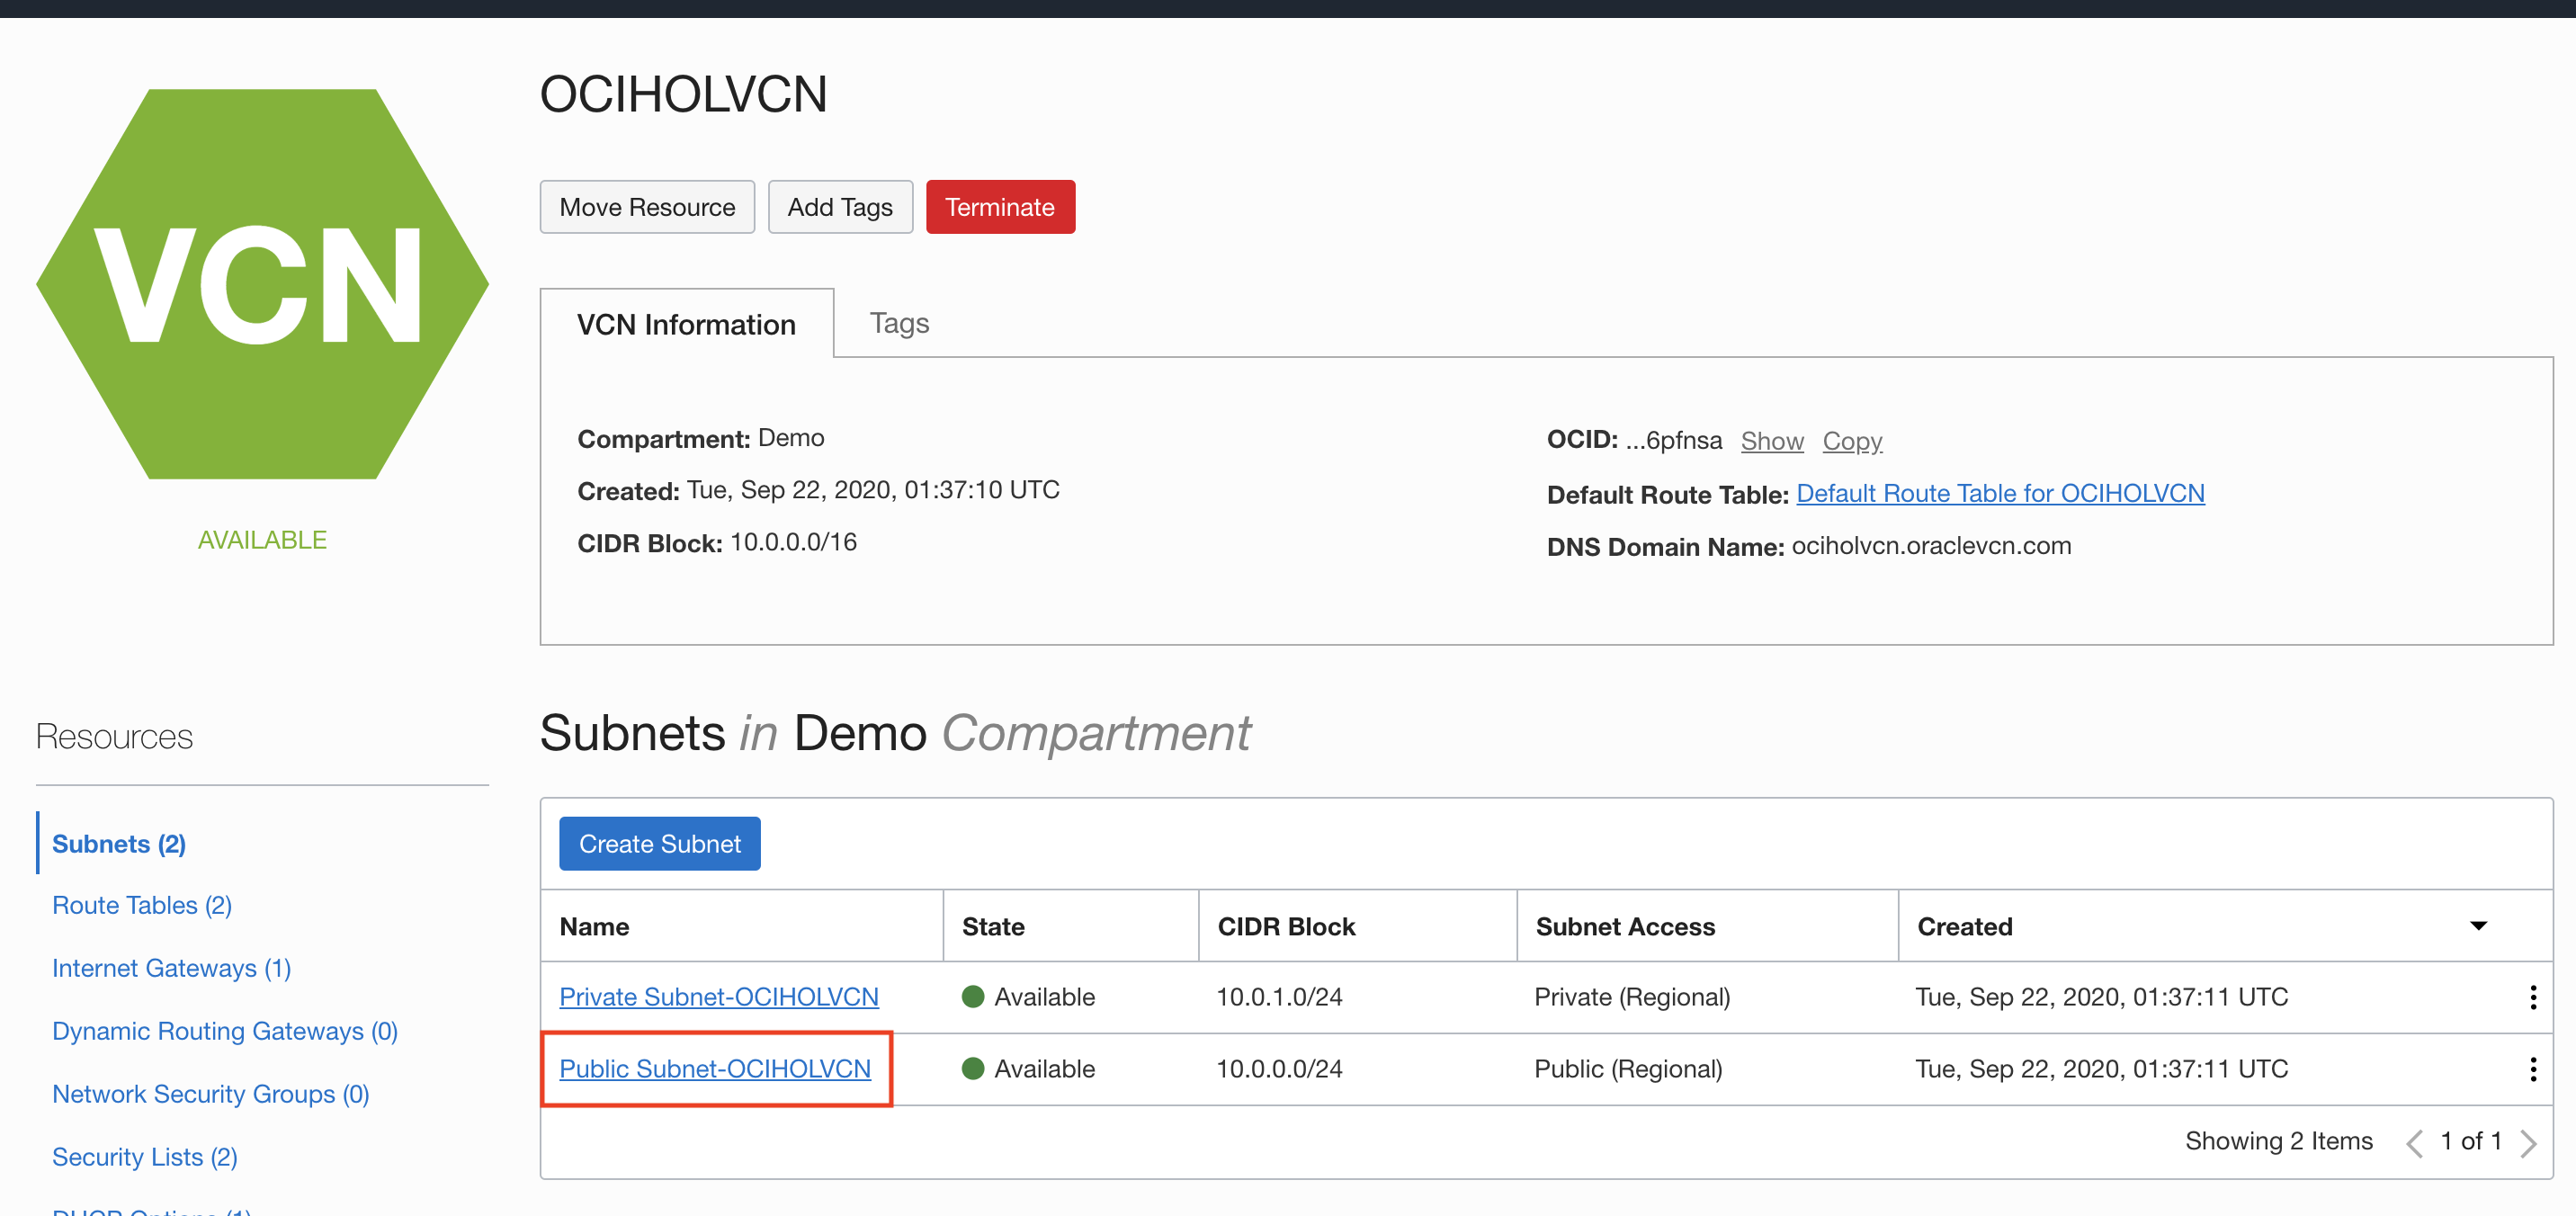 OCIHOLVCN
VCN
AVAILABLE
Move Resource Add Tags Terminate
VCN Information Tags
Compartment: Demo
Created: Tue, Sep 22, 2020, 01:37:10 UTC
CIDR Block: 10.0.0.0/16
OCID: ...6pfnsa Show Copy
Default Route Table: Default Route Table for OCIHOLVCN
DNS Domain Name: ociholvcn.oraclevcn.com
Resources
Subnets (2)
Route Tables (2)
Internet Gateways (1)
Dynamic Routing Gateways (0)
Network Security Groups (0)
Security Lists (2)
DHCP Options (1)
Subnets in Demo Compartment
Create Subnet
Name State CIDR Block Subnet Access Created
Private Subnet-OCIHOLVCN Available 10.0.1.0/24 Private (Regional) Tue, Sep 22, 2020, 01:37:11 UTC
Public Subnet-OCIHOLVCN Available 10.0.0.0/24 Public (Regional) Tue, Sep 22, 2020, 01:37:11 UTC
Showing 2 Items 1 of 1